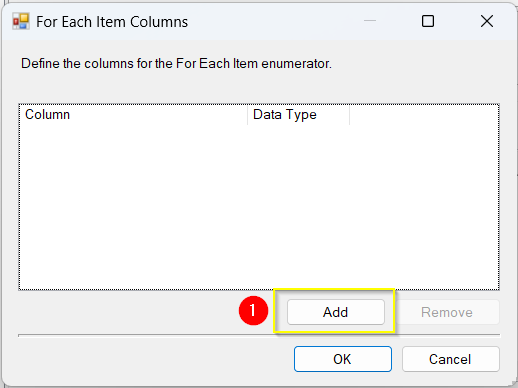 For Each Item Columns
Define the columns for the For Each Item enumerator.
Column Data Type
1 Add Remove
OK Cancel